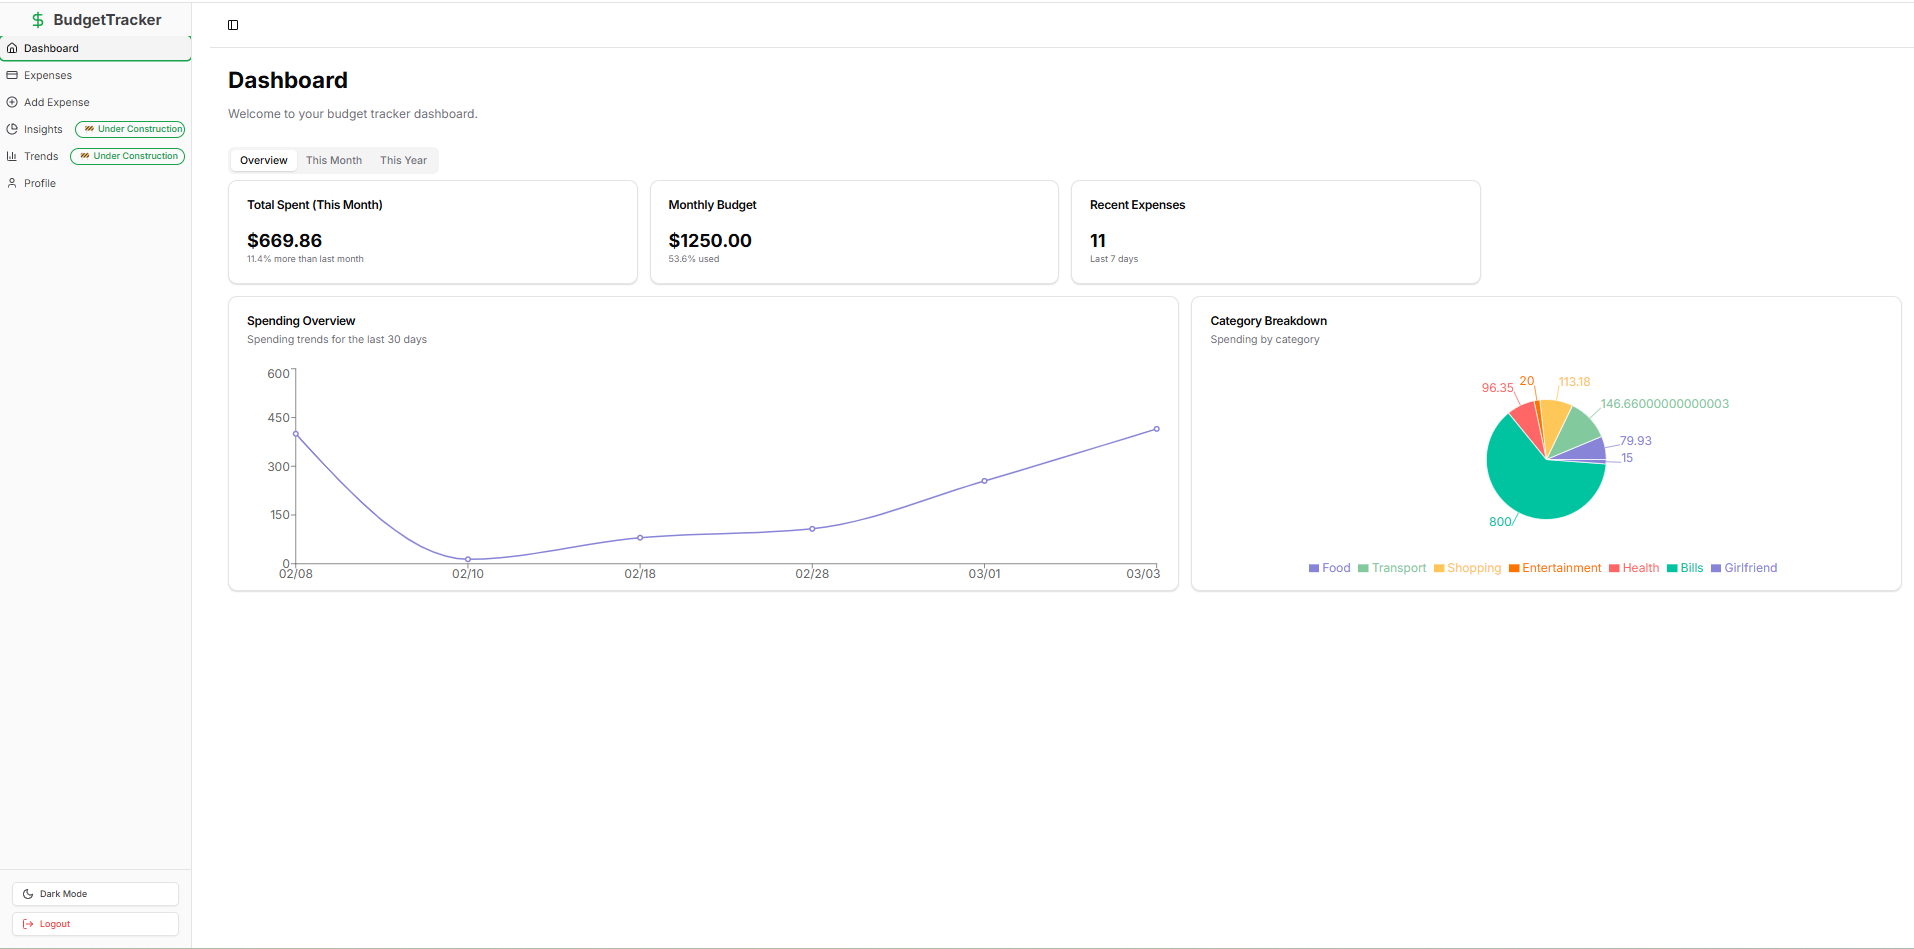 BudgetTracker
Dashboard
Expenses
Add Expense
Insights
Under Construction
Trends
Under Construction
Profile
Dark Mode
Logout
Dashboard
Welcome to your budget tracker dashboard.
Overview This Month This Year
Total Spent (This Month)
$669.86
11.4% more than last month
Monthly Budget
$1250.00
53.6% used
Recent Expenses
11
Last 7 days
Spending Overview
Spending trends for the last 30 days
600
450
300
150
0
02/08 02/10 02/18 02/28 03/01 03/03
Category Breakdown
Spending by category
96.35
20
113.18
146.66000000000003
79.93
15
800
Food Transport Shopping Entertainment Health Bills Girlfriend